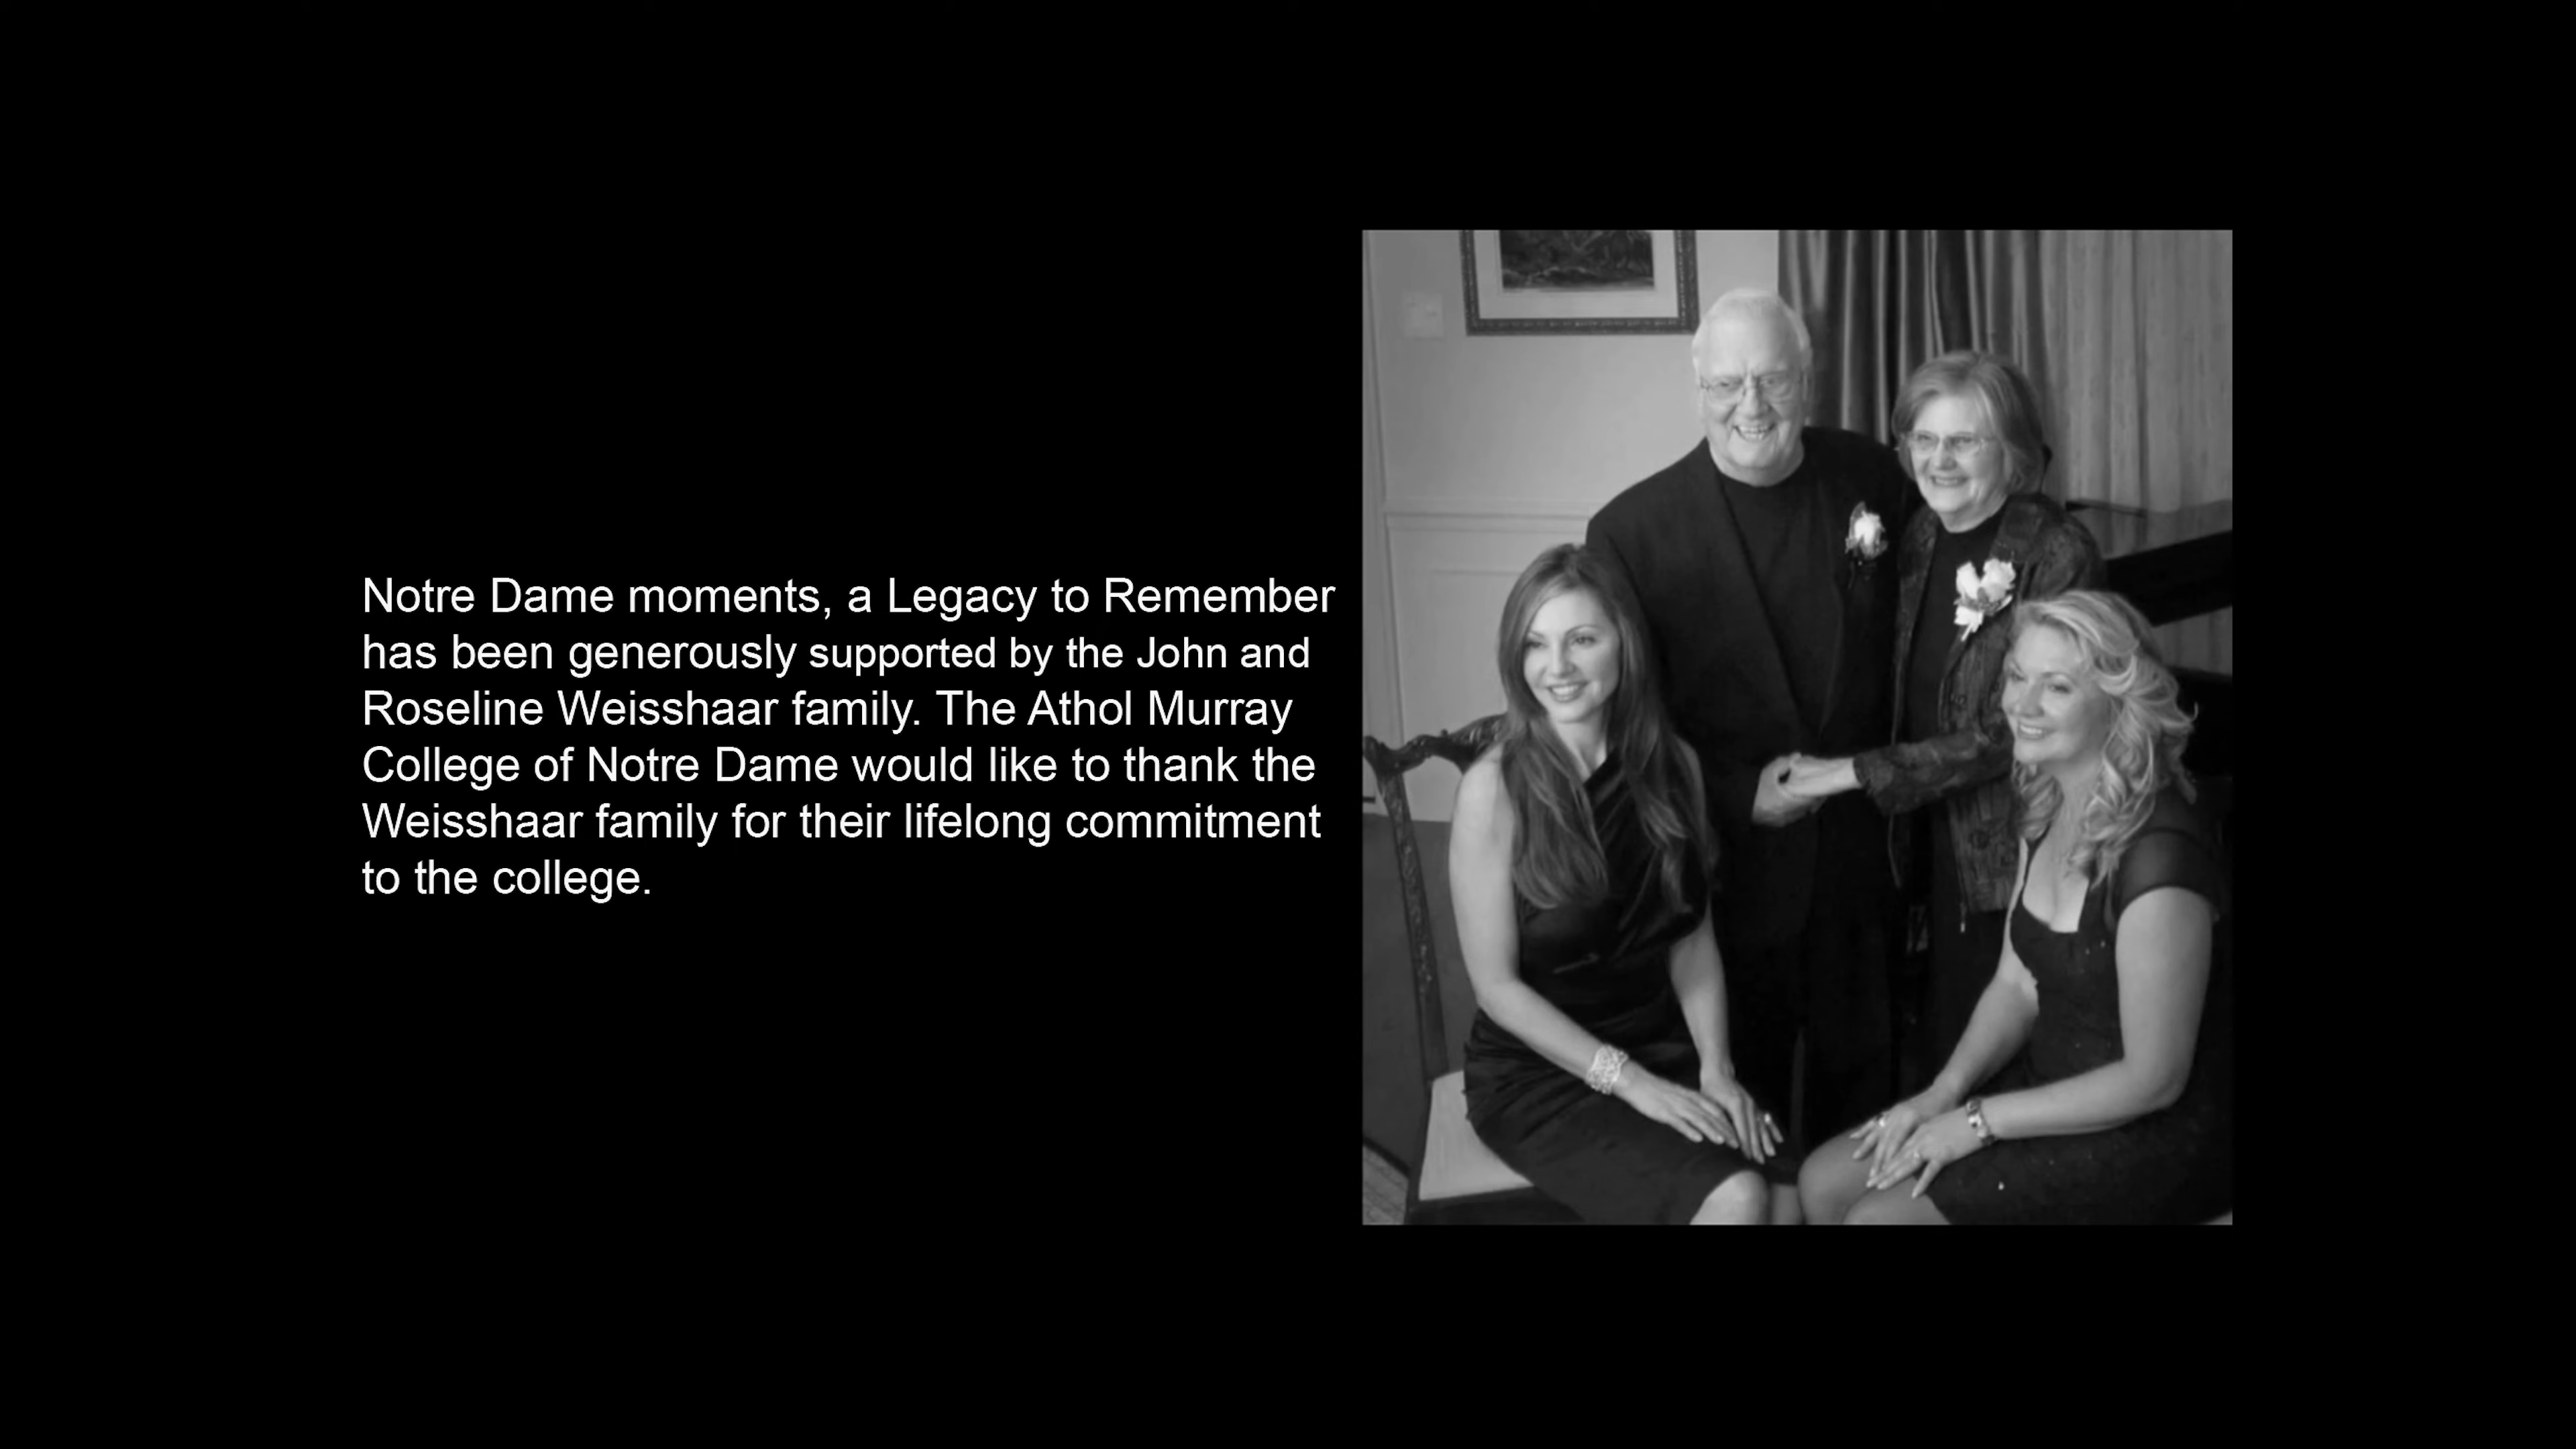 Notre Dame moments, a Legacy to Remember
has been generously supported by the John and
Roseline Weisshaar family. The Athol Murray
College of Notre Dame would like to thank the
Weisshaar family for their lifelong commitment
to the college.